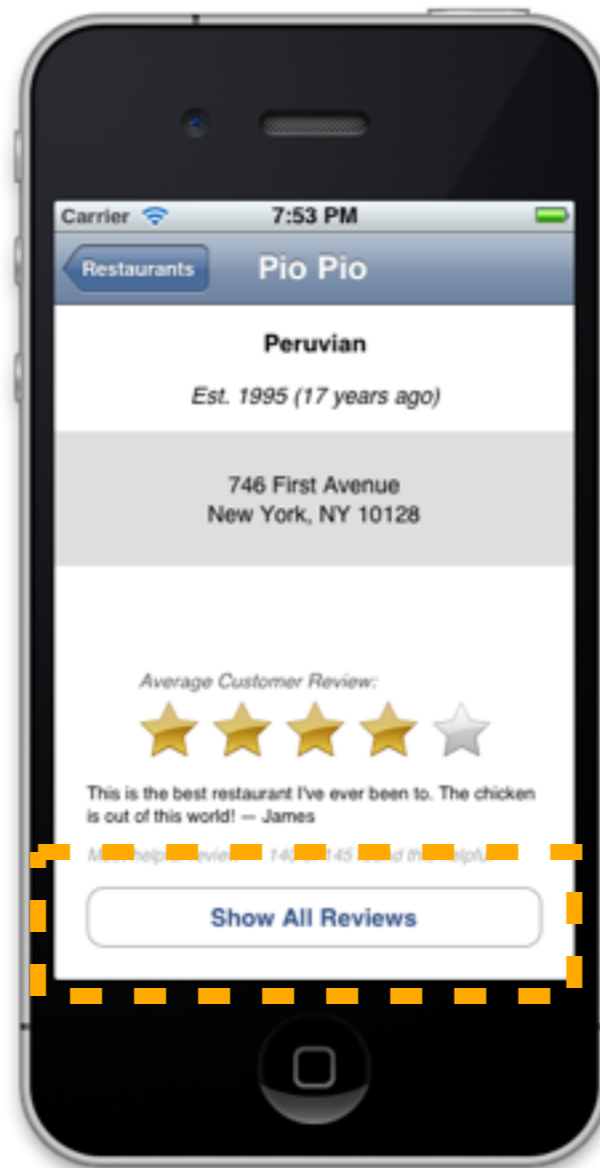 Carrier 7:53 PM
Restaurants Pio Pio
Peruvian
Est. 1995 (17 years ago)
746 First Avenue
New York, NY 10128
Average Customer Review:
This is the best restaurant I've ever been to. The chicken
is out of this world! — James
145
Show All Reviews